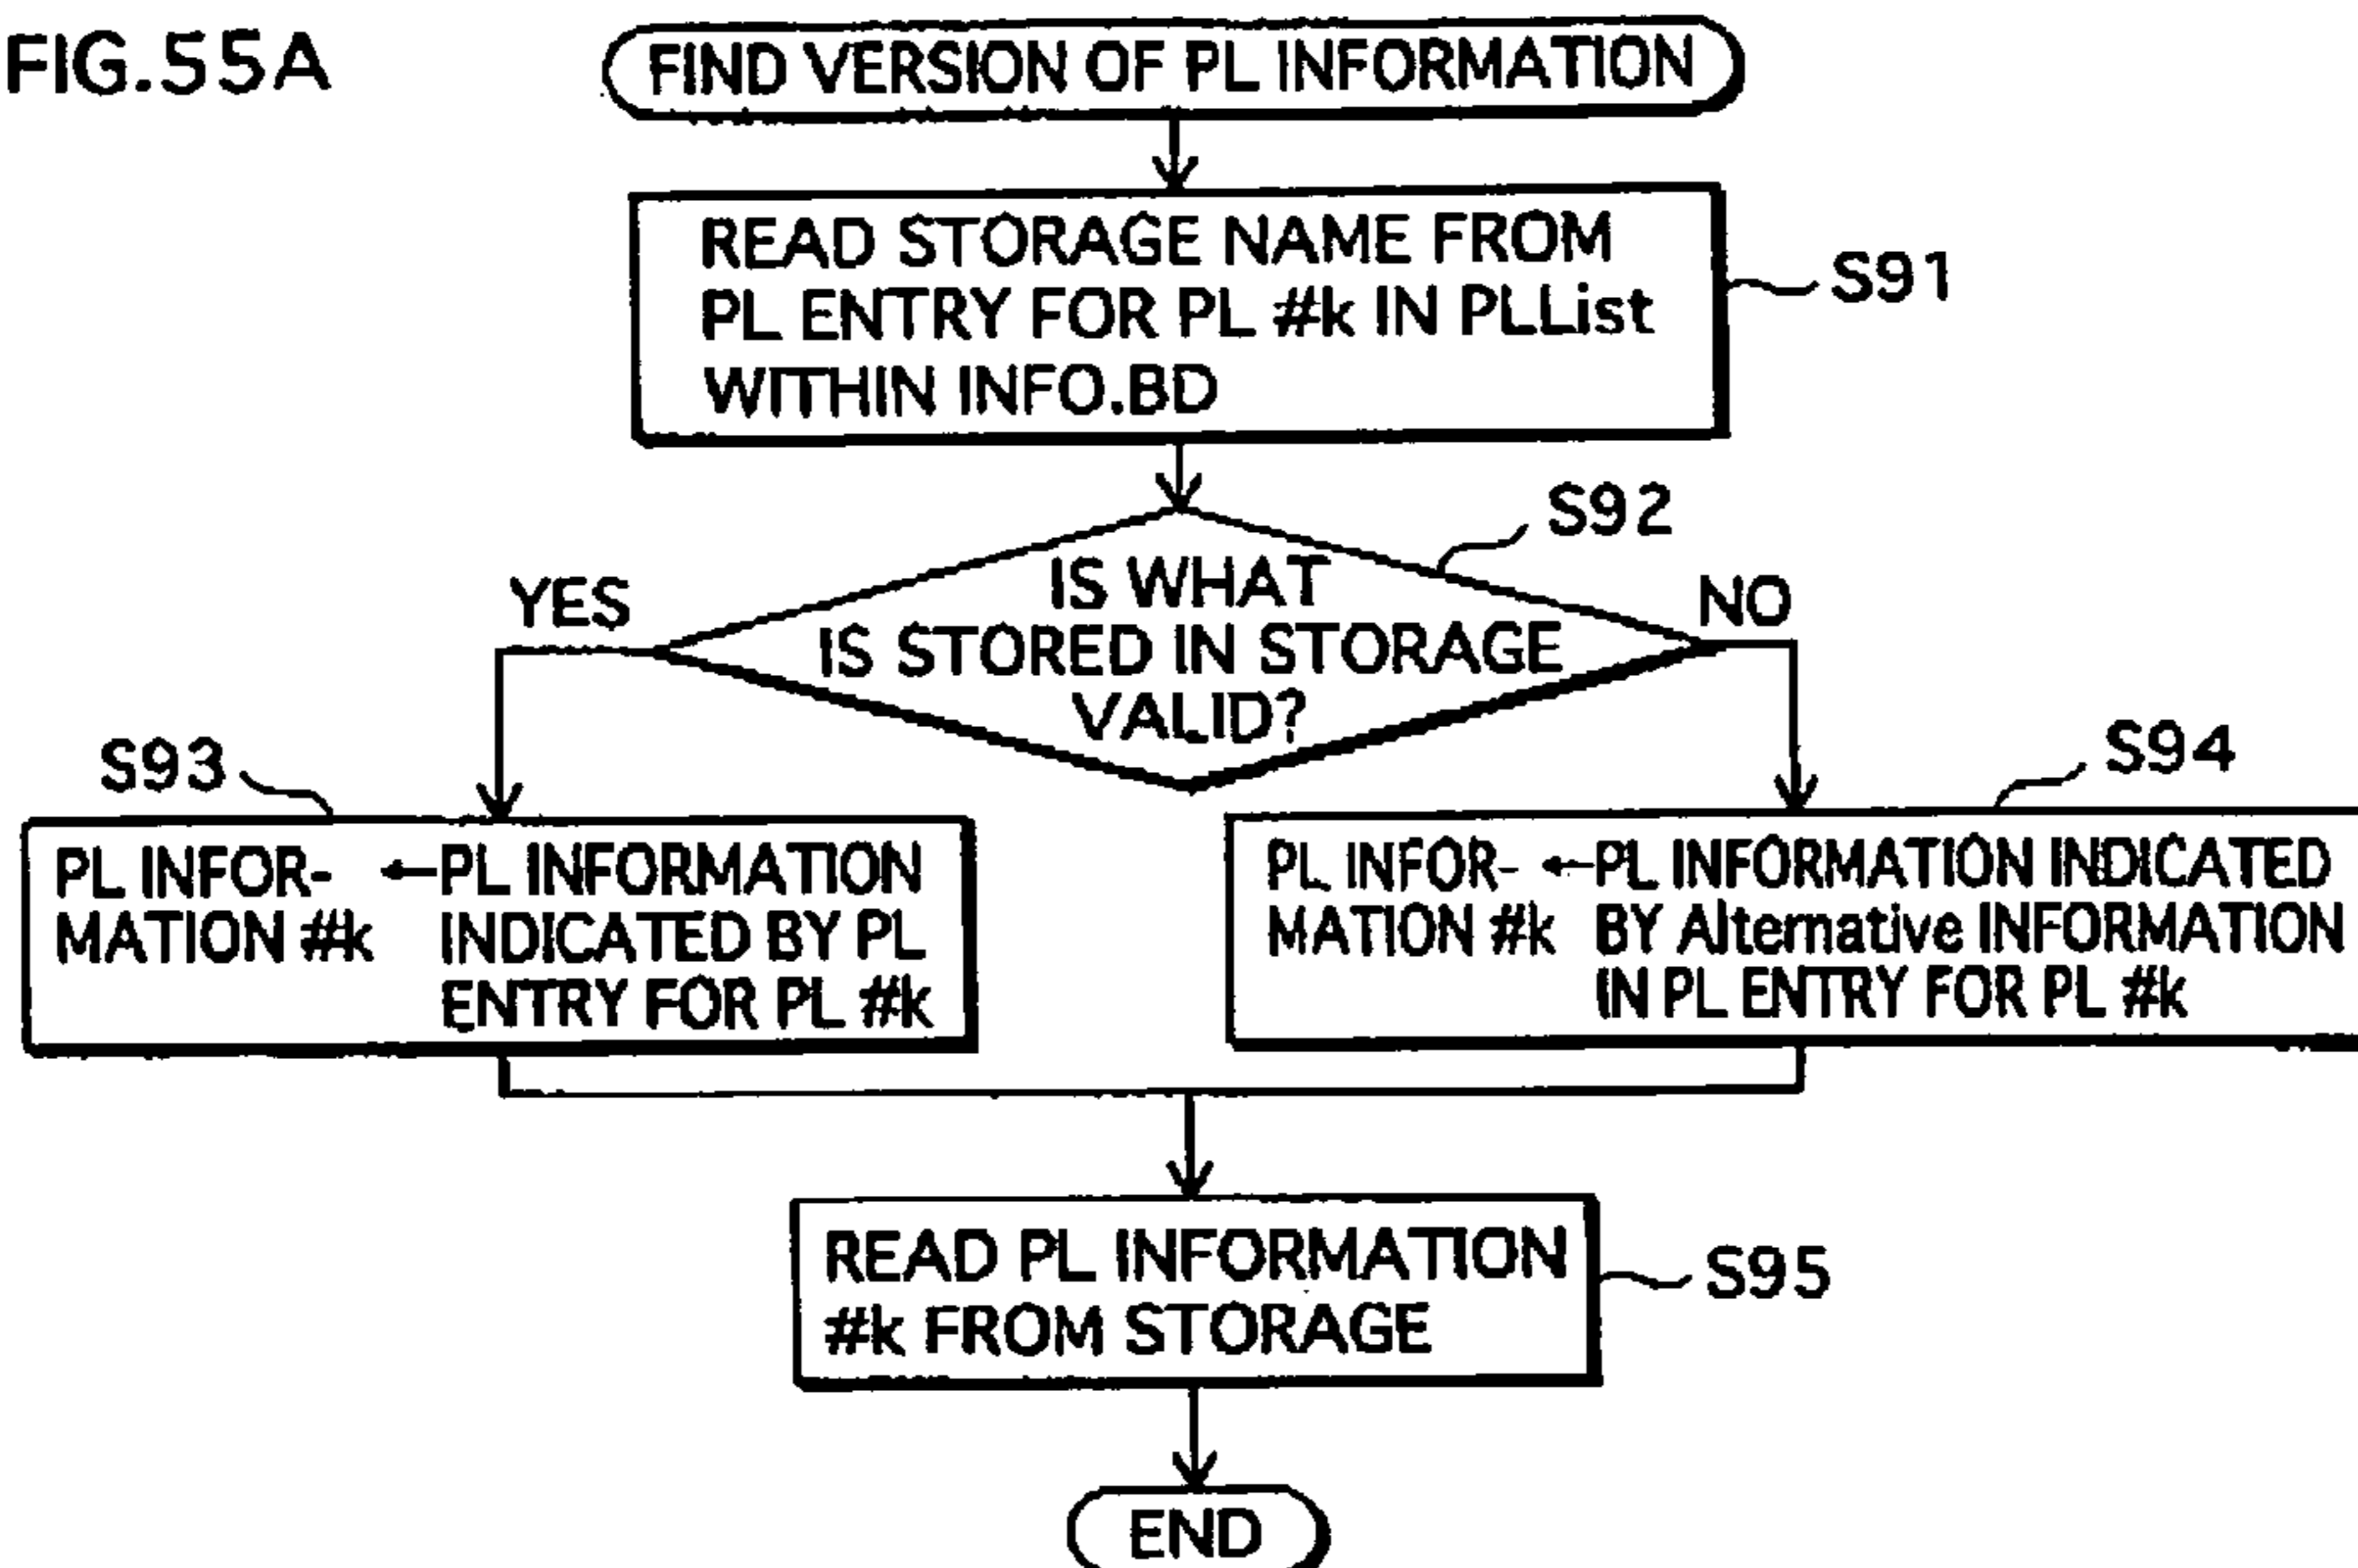 FIG.55A
FIND VERSION OF PL INFORMATION
READ STORAGE NAME FROM
PL ENTRY FOR PL #k IN PLList
WITHIN INFO.BD
S91
S92
IS WHAT
IS STORED IN STORAGE
VALID?
YES
NO
S93
PL INFOR- ←PL INFORMATION
MATION #k INDICATED BY PL
ENTRY FOR PL #k
S94
PL INFOR- ←PL INFORMATION INDICATED
MATION #k BY Alternative INFORMATION
IN PL ENTRY FOR PL #k
READ PL INFORMATION
#k FROM STORAGE
S95
END